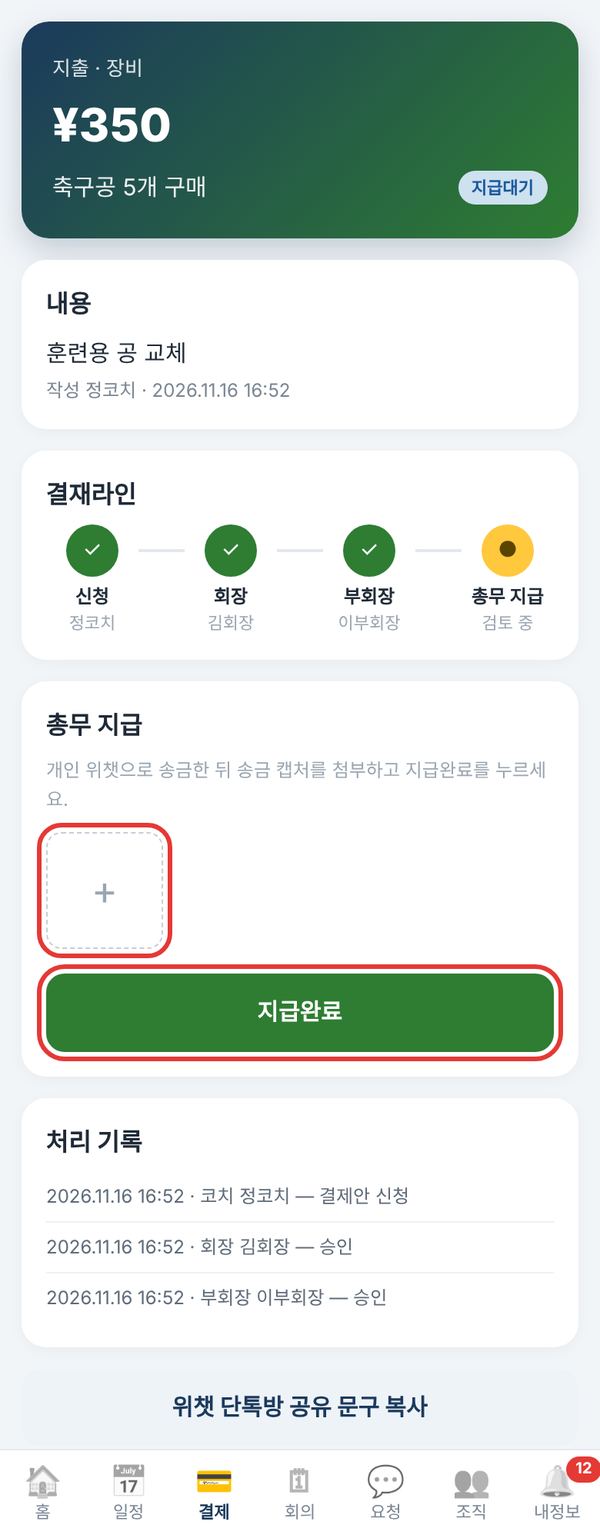 지출 · 장비
¥350
축구공 5개 구매
지급대기
내용
훈련용 공 교체
작성 정코치 · 2026.11.16 16:52
결재라인
신청
회장
부회장
총무 지급
정코치
김회장
이부회장
검토 중
총무 지급
개인 위챗으로 송금한 뒤 송금 캡처를 첨부하고 지급완료를 누르세
요.
+
지급완료
처리 기록
2026.11.16 16:52 · 코치 정코치 — 결제안 신청
2026.11.16 16:52 · 회장 김회장 — 승인
2026.11.16 16:52 · 부회장 이부회장 — 승인
위챗 단톡방 공유 문구 복사
July
17
12
홈
일정
결제
회의
요청
조직
내정보